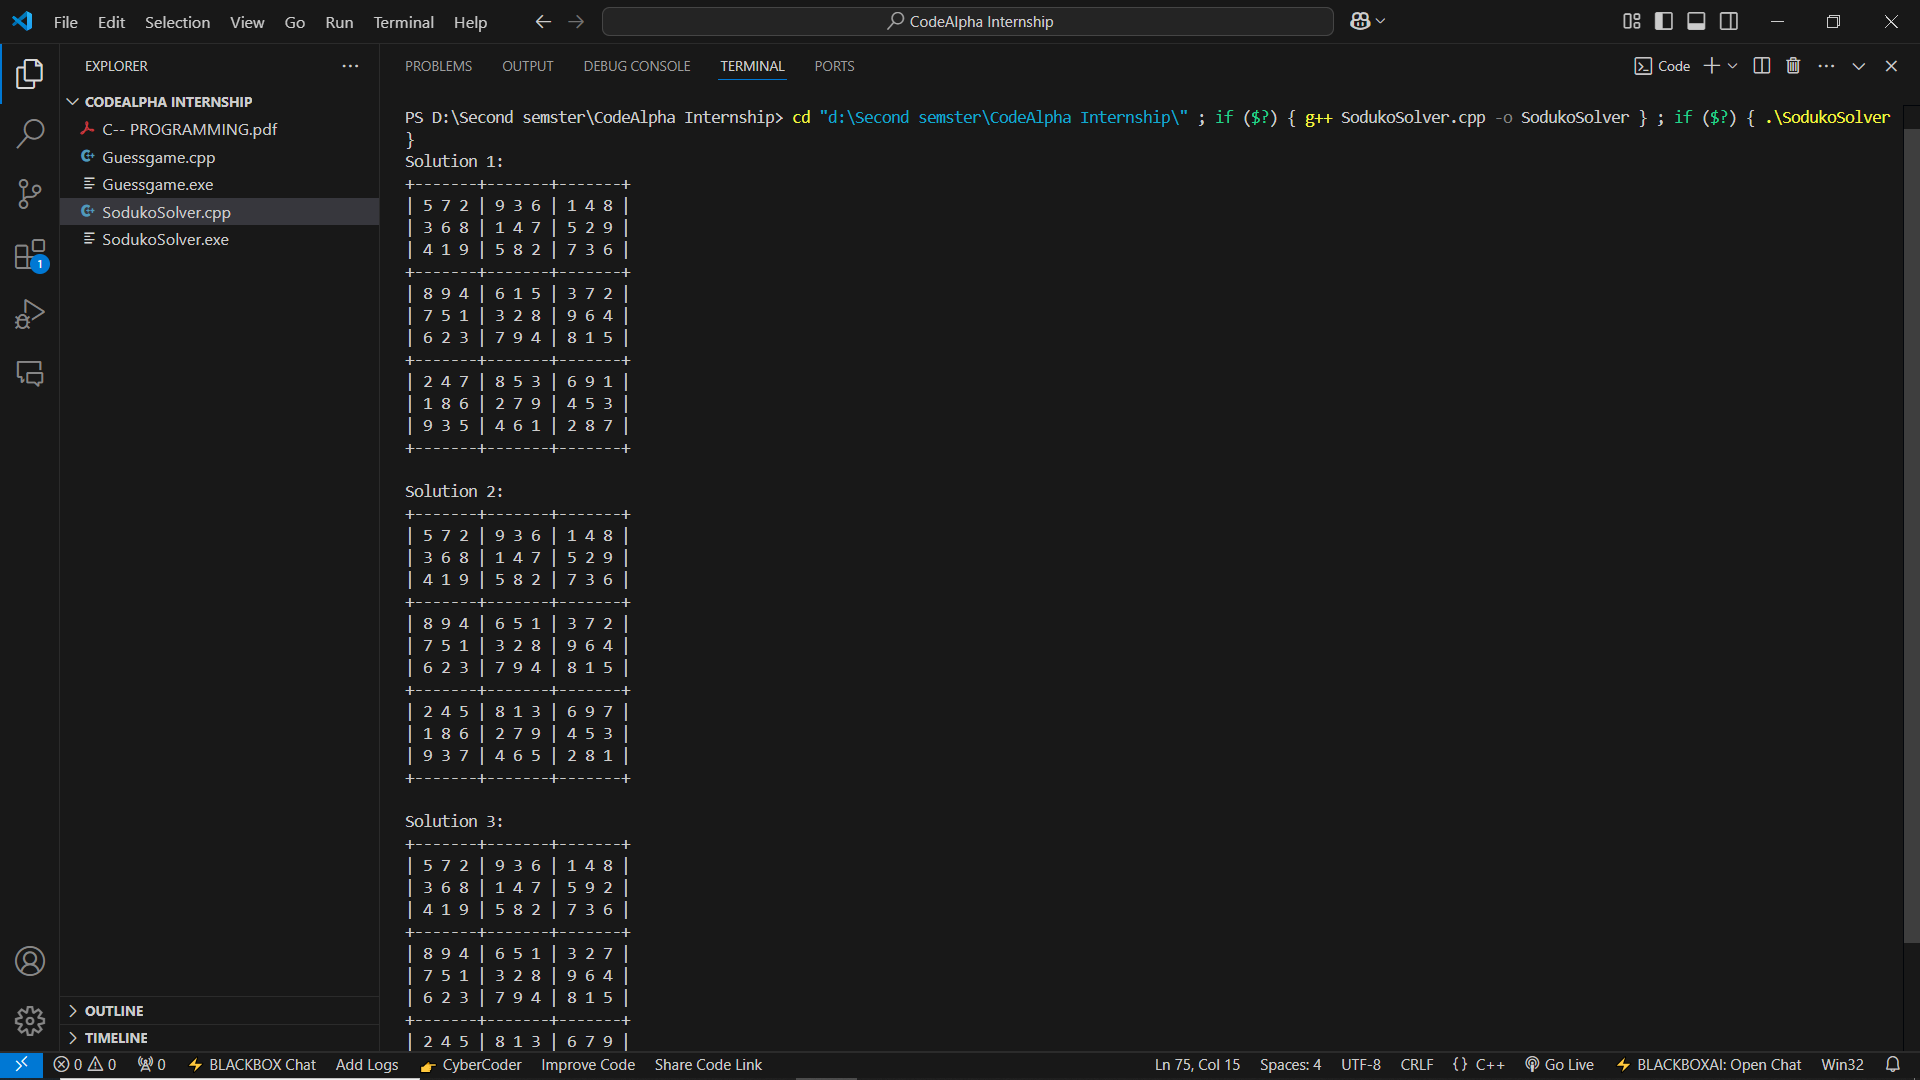 File Edit Selection View Go Run Terminal Help
CodeAlpha Internship
EXPLORER
CODEALPHA INTERNSHIP
C-- PROGRAMMING.pdf
Guessgame.cpp
Guessgame.exe
SodukoSolver.cpp
SodukoSolver.exe
1
OUTLINE
TIMELINE
PROBLEMS OUTPUT DEBUG CONSOLE TERMINAL PORTS
Code
PS D:\Second semster\CodeAlpha Internship> cd "d:\Second semster\CodeAlpha Internship\" ; if ($?) { g++ SodukoSolver.cpp -o SodukoSolver } ; if ($?) { .\SodukoSolver
}
Solution 1:
+-------+-------+-------+
| 5 7 2 | 9 3 6 | 1 4 8 |
| 3 6 8 | 1 4 7 | 5 2 9 |
| 4 1 9 | 5 8 2 | 7 3 6 |
+-------+-------+-------+
| 8 9 4 | 6 1 5 | 3 7 2 |
| 7 5 1 | 3 2 8 | 9 6 4 |
| 6 2 3 | 7 9 4 | 8 1 5 |
+-------+-------+-------+
| 2 4 7 | 8 5 3 | 6 9 1 |
| 1 8 6 | 2 7 9 | 4 5 3 |
| 9 3 5 | 4 6 1 | 2 8 7 |
+-------+-------+-------+
Solution 2:
+-------+-------+-------+
| 5 7 2 | 9 3 6 | 1 4 8 |
| 3 6 8 | 1 4 7 | 5 2 9 |
| 4 1 9 | 5 8 2 | 7 3 6 |
+-------+-------+-------+
| 8 9 4 | 6 5 1 | 3 7 2 |
| 7 5 1 | 3 2 8 | 9 6 4 |
| 6 2 3 | 7 9 4 | 8 1 5 |
+-------+-------+-------+
| 2 4 5 | 8 1 3 | 6 9 7 |
| 1 8 6 | 2 7 9 | 4 5 3 |
| 9 3 7 | 4 6 5 | 2 8 1 |
+-------+-------+-------+
Solution 3:
+-------+-------+-------+
| 5 7 2 | 9 3 6 | 1 4 8 |
| 3 6 8 | 1 4 7 | 5 9 2 |
| 4 1 9 | 5 8 2 | 7 3 6 |
+-------+-------+-------+
| 8 9 4 | 6 5 1 | 3 2 7 |
| 7 5 1 | 3 2 8 | 9 6 4 |
| 6 2 3 | 7 9 4 | 8 1 5 |
+-------+-------+-------+
| 2 4 5 | 8 1 3 | 6 7 9 |
0 0 0 BLACKBOX Chat Add Logs CyberCoder Improve Code Share Code Link Ln 75, Col 15 Spaces: 4 UTF-8 CRLF {} C++ Go Live BLACKBOXAI: Open Chat Win32